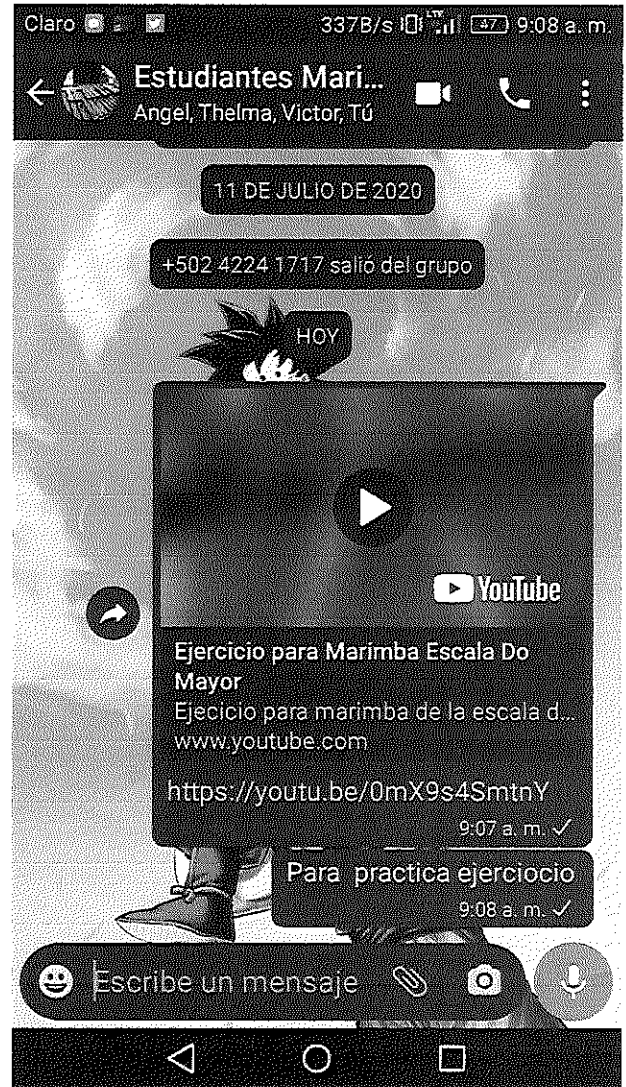 Claro 337B/s LTE 47 9:08 a. m.
Estudiantes Mari...
Angel, Thelma, Victor, Tú
11 DE JULIO DE 2020
+502 4224 1717 salió del grupo
HOY
YouTube
Ejercicio para Marimba Escala Do
Mayor
Ejecicio para marimba de la escala d...
www.youtube.com
https://youtu.be/0mX9s4SmtnY
9:07 a. m.
Para practica ejerciocio
9:08 a. m.
Escribe un mensaje